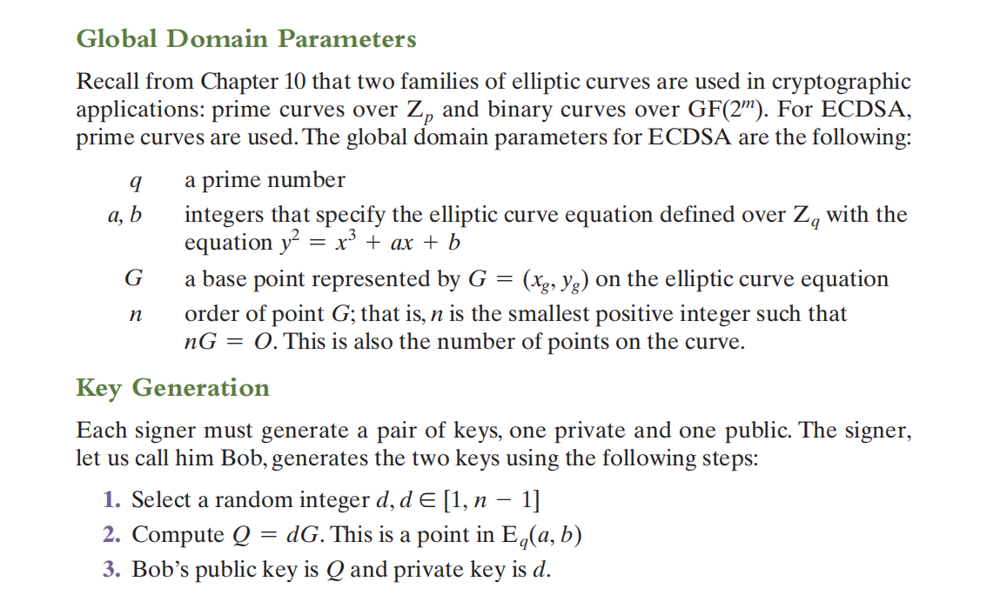 Global Domain Parameters
Recall from Chapter 10 that two families of elliptic curves are used in cryptographic
applications: prime curves over Zₚ and binary curves over GF(2ᵐ). For ECDSA,
prime curves are used. The global domain parameters for ECDSA are the following:
q a prime number
a, b integers that specify the elliptic curve equation defined over Z_q with the
equation y² = x³ + ax + b
G a base point represented by G = (x_g, y_g) on the elliptic curve equation
n order of point G; that is, n is the smallest positive integer such that
nG = O. This is also the number of points on the curve.
Key Generation
Each signer must generate a pair of keys, one private and one public. The signer,
let us call him Bob, generates the two keys using the following steps:
1. Select a random integer d, d ∈ [1, n − 1]
2. Compute Q = dG. This is a point in E_q(a, b)
3. Bob’s public key is Q and private key is d.